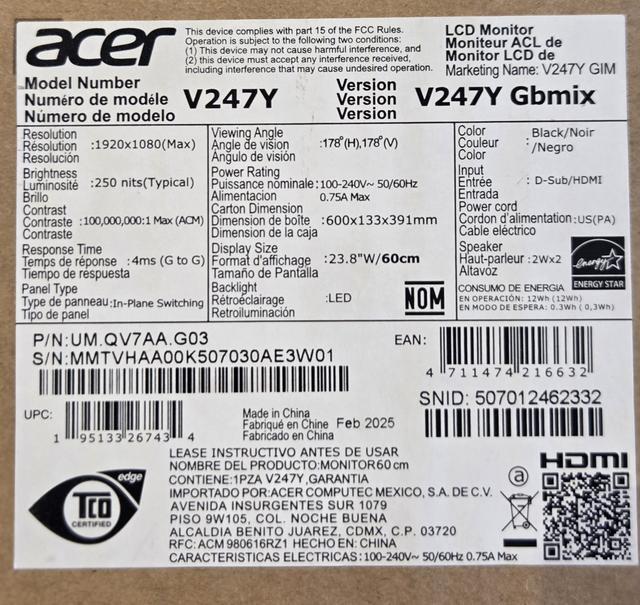 acer
This device complies with part 15 of the FCC Rules.
Operation is subject to the following two conditions:
(1) This device may not cause harmful interference, and
(2) this device must accept any interference received,
including interference that may cause undesired operation.
LCD Monitor
Moniteur ACL de
Monitor LCD de
Marketing Name: V247Y GIM
Model Number
Numéro de modéle
Número de modelo
V247Y
Version
Version
Version
V247Y Gbmix
Resolution
Résolution :1920x1080(Max)
Resolución
Brightness
Luminosité :250 nits(Typical)
Brillo
Contrast
Contraste :100,000,000:1 Max (ACM)
Contraste
Response Time
Temps de réponse :4ms (G to G)
Tiempo de respuesta
Panel Type
Type de panneau:In-Plane Switching
Tipo de panel
Viewing Angle
Angle de vision :178°(H),178°(V)
Ángulo de visión
Power Rating
Puissance nominale:100-240V~ 50/60Hz
Alimentación 0.75A Max
Carton Dimension
Dimension de boîte :600x133x391mm
Dimensión de la caja
Display Size
Format d'affichage :23.8"W/60cm
Tamaño de Pantalla
Backlight
Rétroéclairage :LED
Retroiluminación
NOM
Color Black/Noir
Couleur : /Negro
Color
Input
Entrée : D-Sub/HDMI
Entrada
Power cord
Cordon d'alimentation :US(PA)
Cable eléctrico
Speaker
Haut-parleur :2Wx2
Altavoz
energy
ENERGY STAR
CONSUMO DE ENERGIA
EN OPERACIÓN: 12Wh (12Wh)
EN MODO DE ESPERA: 0.3Wh ( 0,3Wh)
P/N:UM.QV7AA.G03
S/N:MMTVHAA00K507030AE3W01
EAN:
4 711474 216632
SNID: 507012462332
UPC:
1 95133 26743 4
Made in China
Fabriqué en Chine Feb 2025
Fabricado en China
edge
TCO
CERTIFIED
LEASE INSTRUCTIVO ANTES DE USAR
NOMBRE DEL PRODUCTO:MONITOR60cm
CONTIENE:1PZA V247Y,GARANTIA
IMPORTADO POR:ACER COMPUTEC MEXICO, S.A. DE C.V.
AVENIDA INSURGENTES SUR 1079
PISO 9W105, COL. NOCHE BUENA
ALCALDIA BENITO JUAREZ, CDMX, C.P. 03720
RFC: ACM 980616RZ1 HECHO EN: CHINA
CARACTERISTICAS ELECTRICAS:100-240V~ 50/60Hz 0.75A Max
a
HDMI